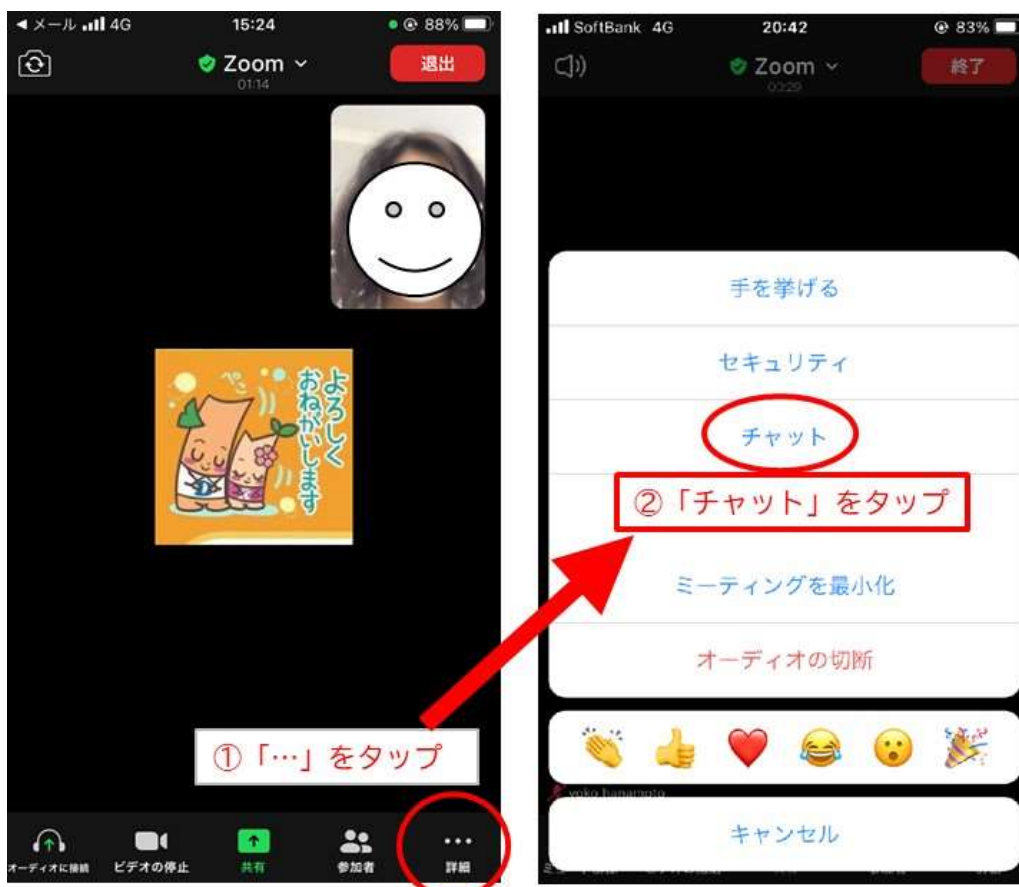 メール 4G 15:24 88%
Zoom 退出
01:14
よろしく
おねがいします
①「…」をタップ
オーディオに接続 ビデオの停止 共有 参加者 詳細
SoftBank 4G 20:42 83%
Zoom 終了
手を挙げる
セキュリティ
チャット
②「チャット」をタップ
ミーティングを最小化
オーディオの切断
yoko hanamoto
キャンセル